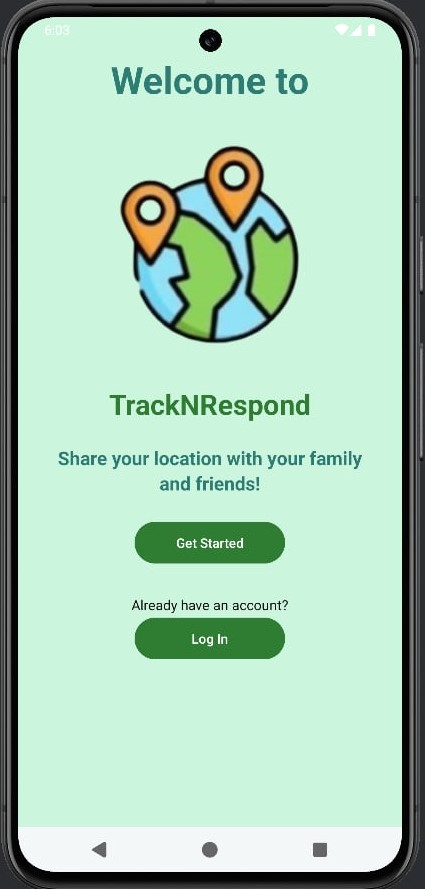 6:03
Welcome to
TrackNRespond
Share your location with your family
and friends!
Get Started
Already have an account?
Log In